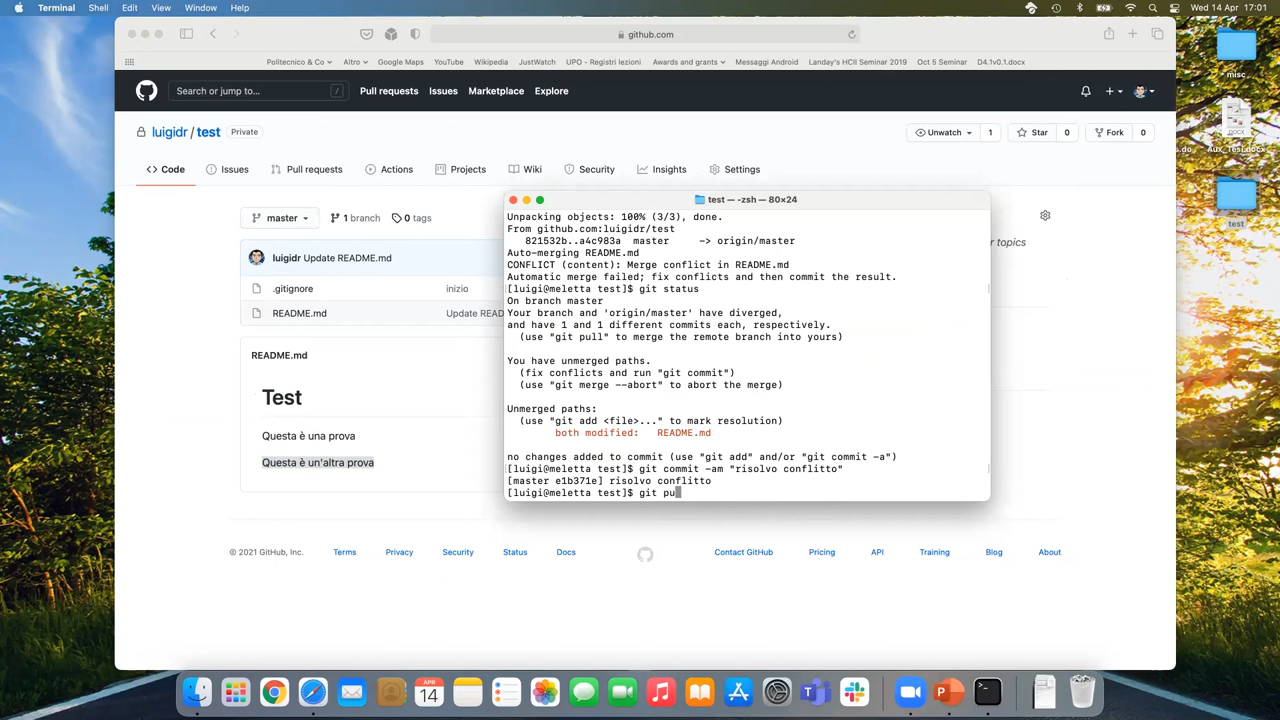 Terminal Shell Edit View Window Help Wed 14 Apr 17:01
github.com
Politecnico & Co Altro Google Maps YouTube Wikipedia JustWatch UPO - Registri lezioni Awards and grants Messaggi Android Landay's HCII Seminar 2019 Oct 5 Seminar D4.1v0.1.docx
misc
Search or jump to... / Pull requests Issues Marketplace Explore
luigidr / test Private Unwatch 1 Star 0 Fork 0
DOCX
s.do Aux_Tesi.docx
Code Issues Pull requests Actions Projects Wiki Security Insights Settings
master 1 branch 0 tags
r topics
test
luigidr Update README.md
.gitignore inizio
README.md Update READ
README.md
Test
Questa è una prova
Questa è un'altra prova
test — -zsh — 80×24
Unpacking objects: 100% (3/3), done.
From github.com:luigidr/test
821532b..a4c983a master -> origin/master
Auto-merging README.md
CONFLICT (content): Merge conflict in README.md
Automatic merge failed; fix conflicts and then commit the result.
[luigi@meletta test]$ git status
On branch master
Your branch and 'origin/master' have diverged,
and have 1 and 1 different commits each, respectively.
(use "git pull" to merge the remote branch into yours)
You have unmerged paths.
(fix conflicts and run "git commit")
(use "git merge --abort" to abort the merge)
Unmerged paths:
(use "git add <file>..." to mark resolution)
both modified: README.md
no changes added to commit (use "git add" and/or "git commit -a")
[luigi@meletta test]$ git commit -am "risolvo conflitto"
[master e1b371e] risolvo conflitto
[luigi@meletta test]$ git pu
© 2021 GitHub, Inc. Terms Privacy Security Status Docs Contact GitHub Pricing API Training Blog About
APR
14